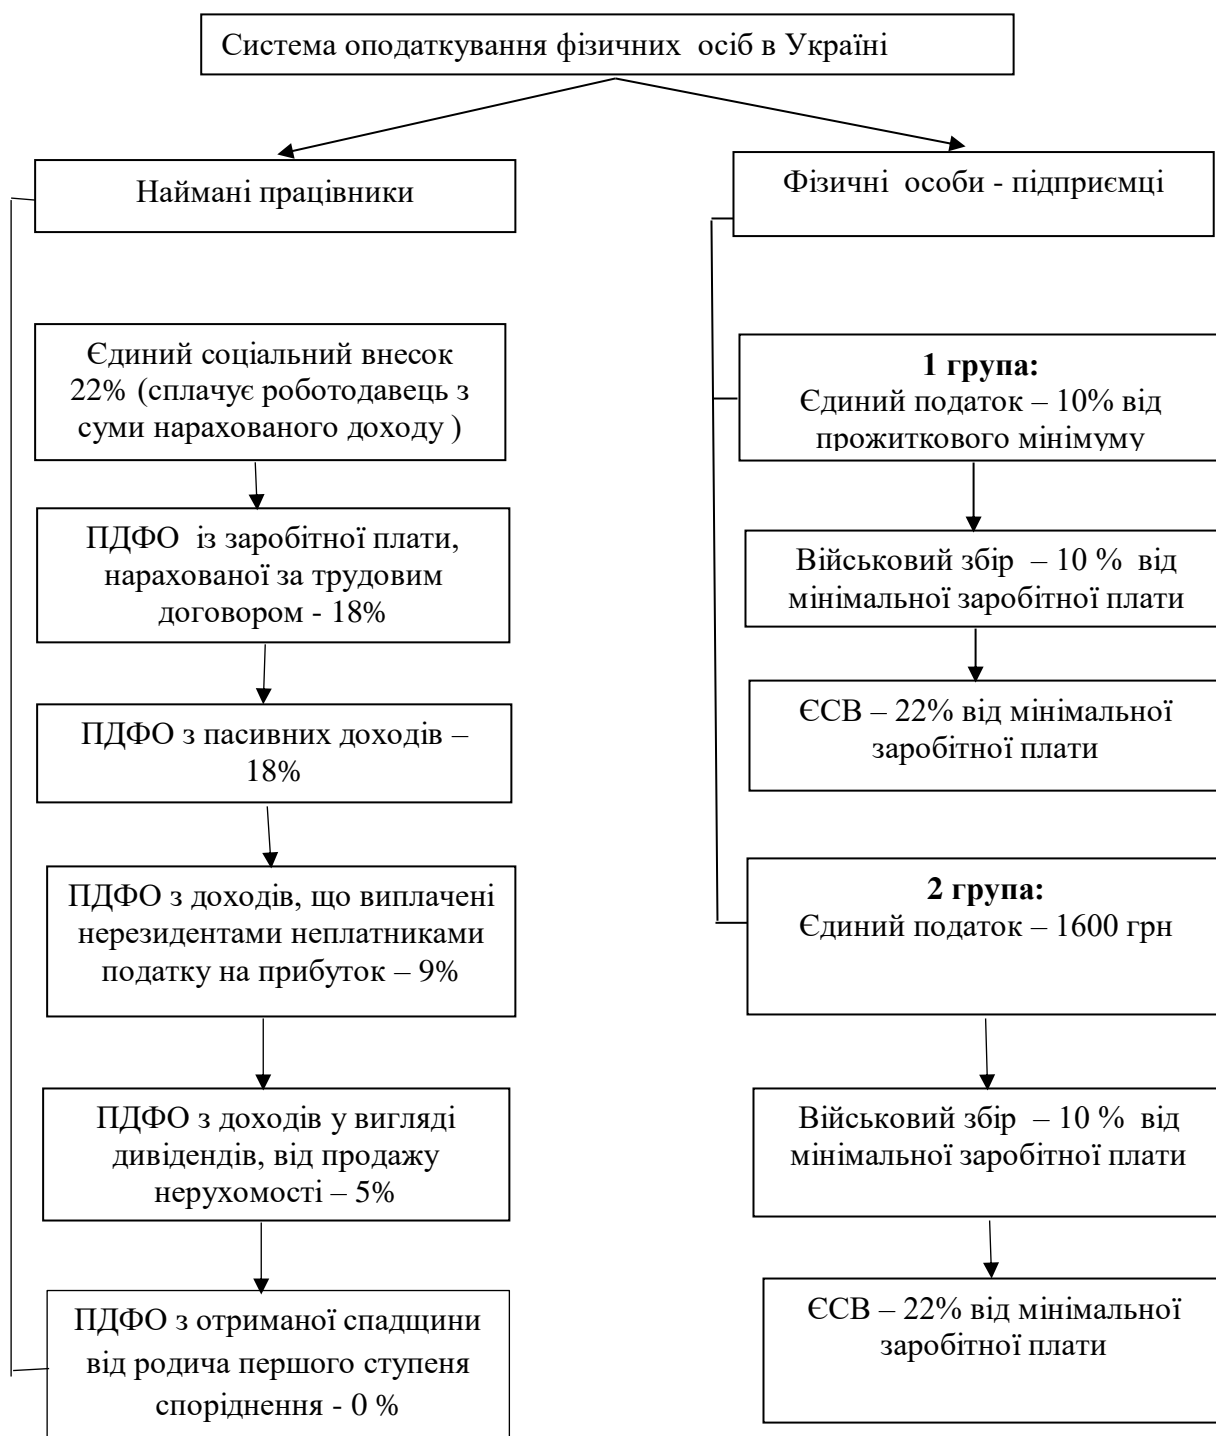 Система оподаткування фізичних осіб в Україні
Наймані працівники
Єдиний соціальний внесок
22% (сплачує роботодавець з
суми нарахованого доходу )
ПДФО із заробітної плати,
нарахованої за трудовим
договором - 18%
ПДФО з пасивних доходів –
18%
ПДФО з доходів, що виплачені
нерезидентами неплатниками
податку на прибуток – 9%
ПДФО з доходів у вигляді
дивідендів, від продажу
нерухомості – 5%
ПДФО з отриманої спадщини
від родича першого ступеня
споріднення - 0 %
Фізичні особи - підприємці
1 група:
Єдиний податок – 10% від
прожиткового мінімуму
Військовий збір – 10 % від
мінімальної заробітної плати
ЄСВ – 22% від мінімальної
заробітної плати
2 група:
Єдиний податок – 1600 грн
Військовий збір – 10 % від
мінімальної заробітної плати
ЄСВ – 22% від мінімальної
заробітної плати